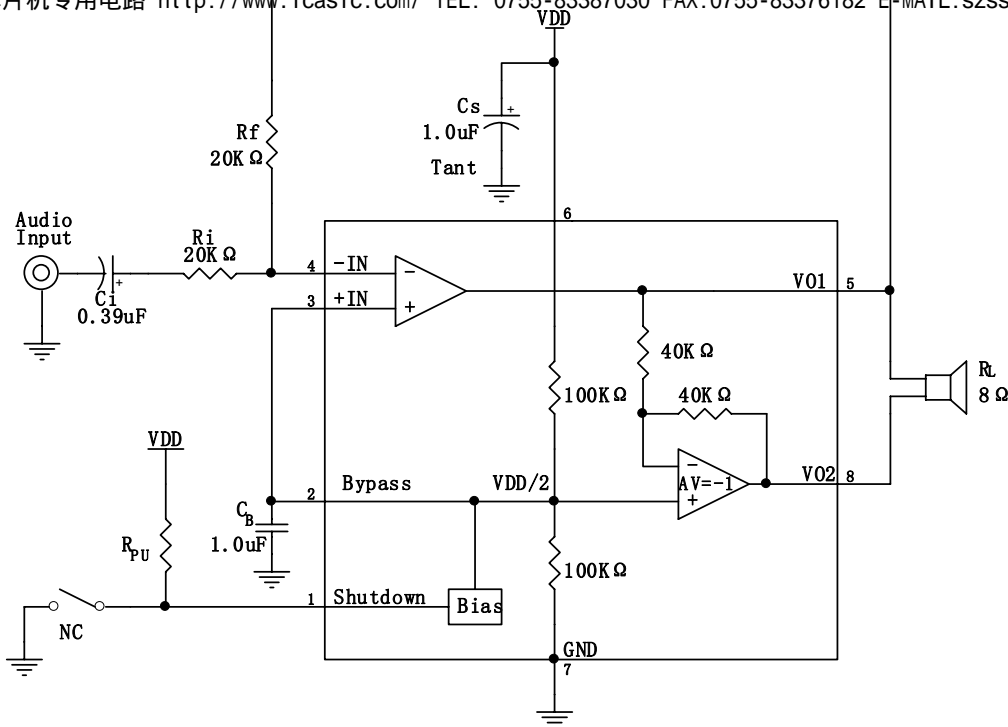 片机专用电路 http://www.icasic.com/ TEL: 0755-83387030 FAX:0755-83376182 E-MAIL:szss
VDD
Cs
+
1.0uF
Tant
Rf
20KΩ
6
Audio
Input
Ri
20KΩ
4
-IN
-
Ci
+
0.39uF
3
+IN
+
VO1
5
40KΩ
RL
8Ω
100KΩ
40KΩ
VDD
-
AV=-1
+
VO2
8
2
Bypass
VDD/2
CB
1.0uF
RPU
100KΩ
1
Shutdown
Bias
NC
GND
7